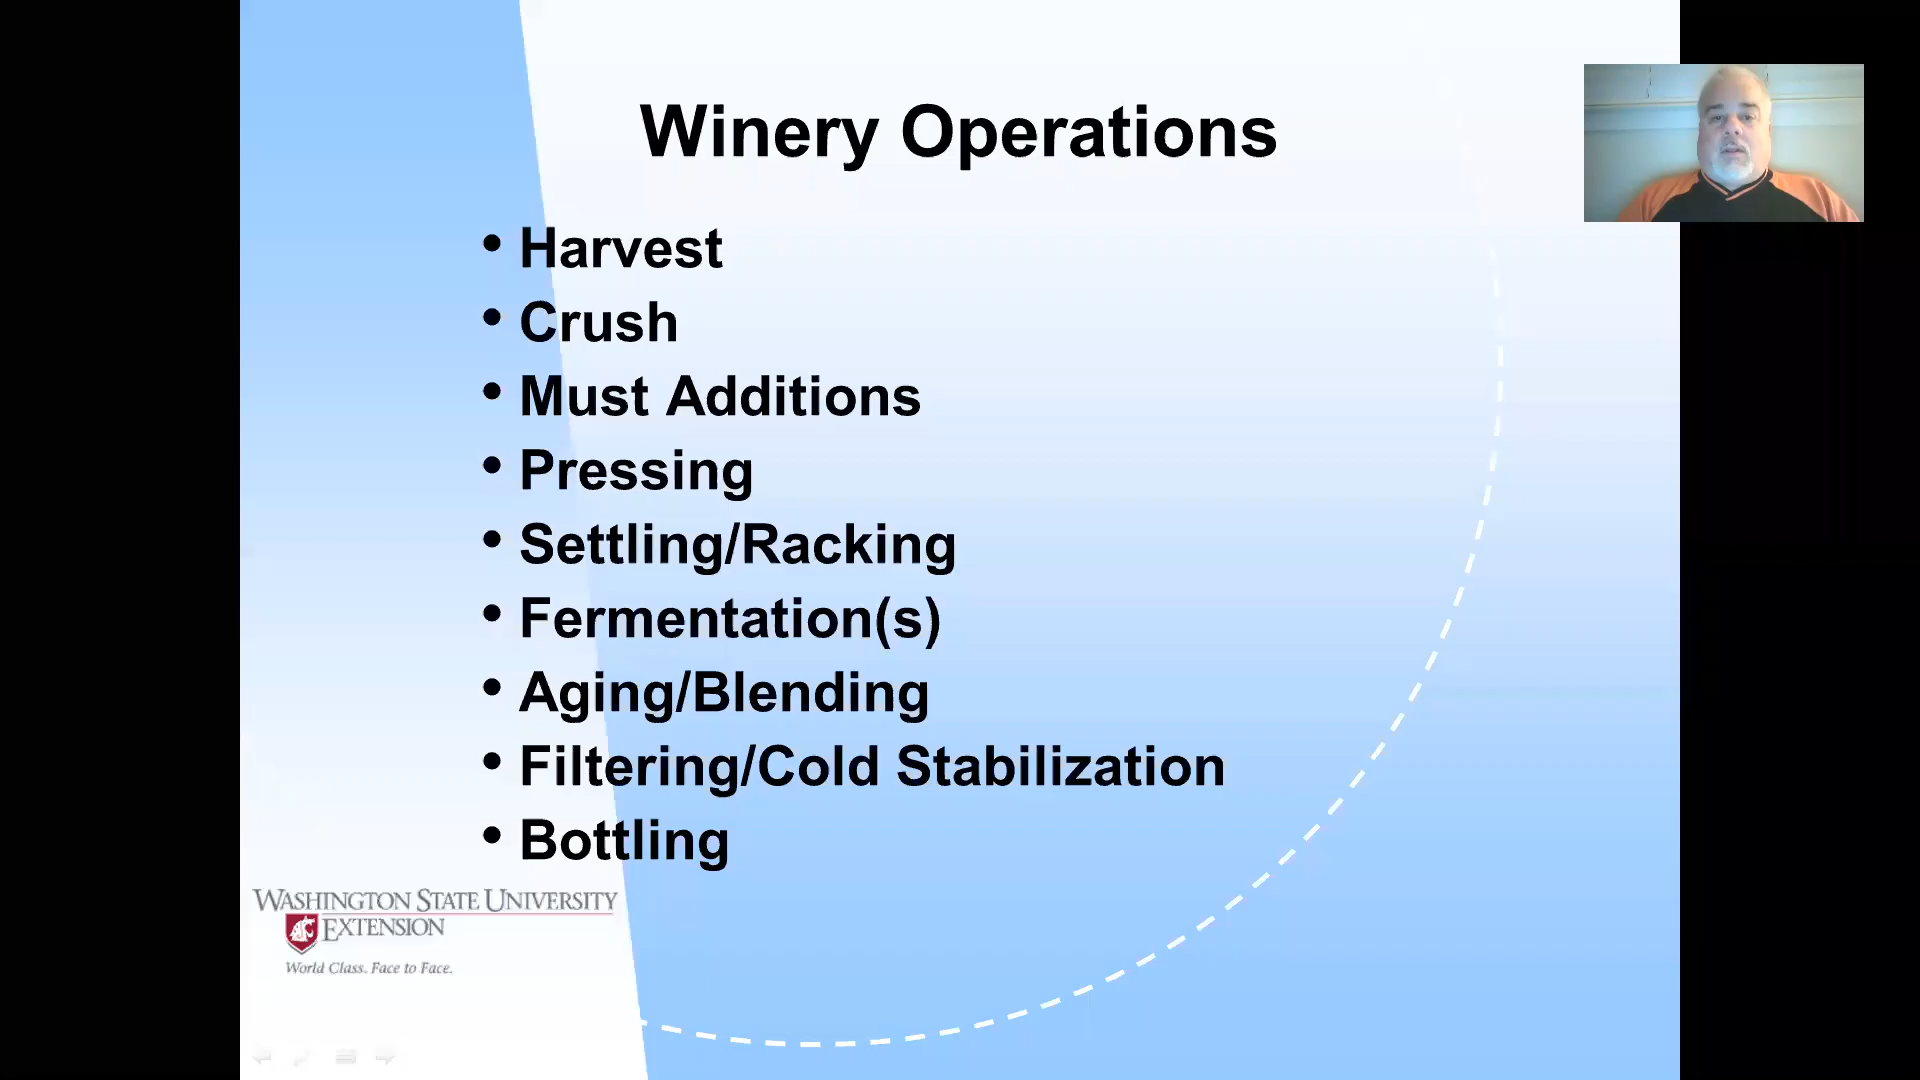 Winery Operations
• Harvest
• Crush
• Must Additions
• Pressing
• Settling/Racking
• Fermentation(s)
• Aging/Blending
• Filtering/Cold Stabilization
• Bottling
WASHINGTON STATE UNIVERSITY
EXTENSION
World Class. Face to Face.